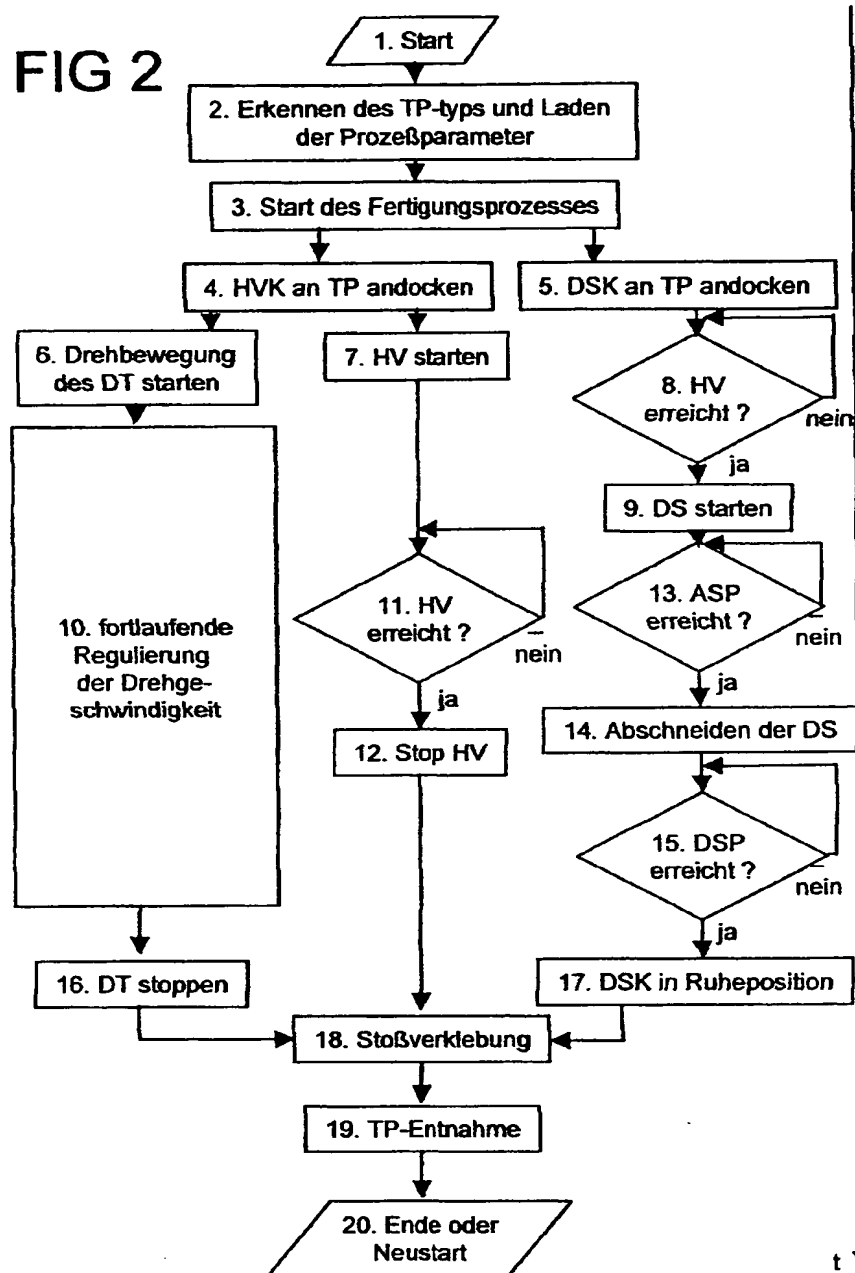 FIG 2
1. Start
2. Erkennen des TP-typs und Laden
der Prozeßparameter
3. Start des Fertigungsprozesses
4. HVK an TP andocken
5. DSK an TP andocken
6. Drehbewegung
des DT starten
7. HV starten
8. HV
erreicht ?
nein
ja
9. DS starten
10. fortlaufende
Regulierung
der Drehge-
schwindigkeit
11. HV
erreicht ?
nein
ja
12. Stop HV
13. ASP
erreicht ?
nein
ja
14. Abschneiden der DS
15. DSP
erreicht ?
nein
ja
16. DT stoppen
17. DSK in Ruheposition
18. Stoßverklebung
19. TP-Entnahme
20. Ende oder
Neustart
t